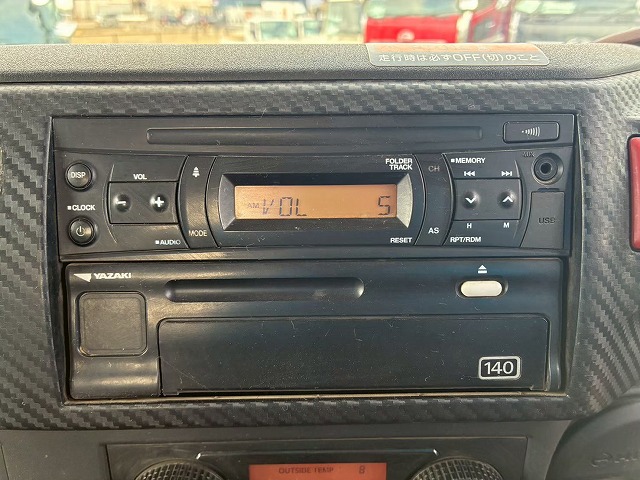 走行時は必ずOFF(切)のこと
DISP
VOL
FOLDER
TRACK
CH
MEMORY
AUX
CLOCK
AM VOL 5
USB
AUDIO
MODE
RESET
AS
H
M
RPT/RDM
YAZAKI
140
OUTSIDE TEMP 8